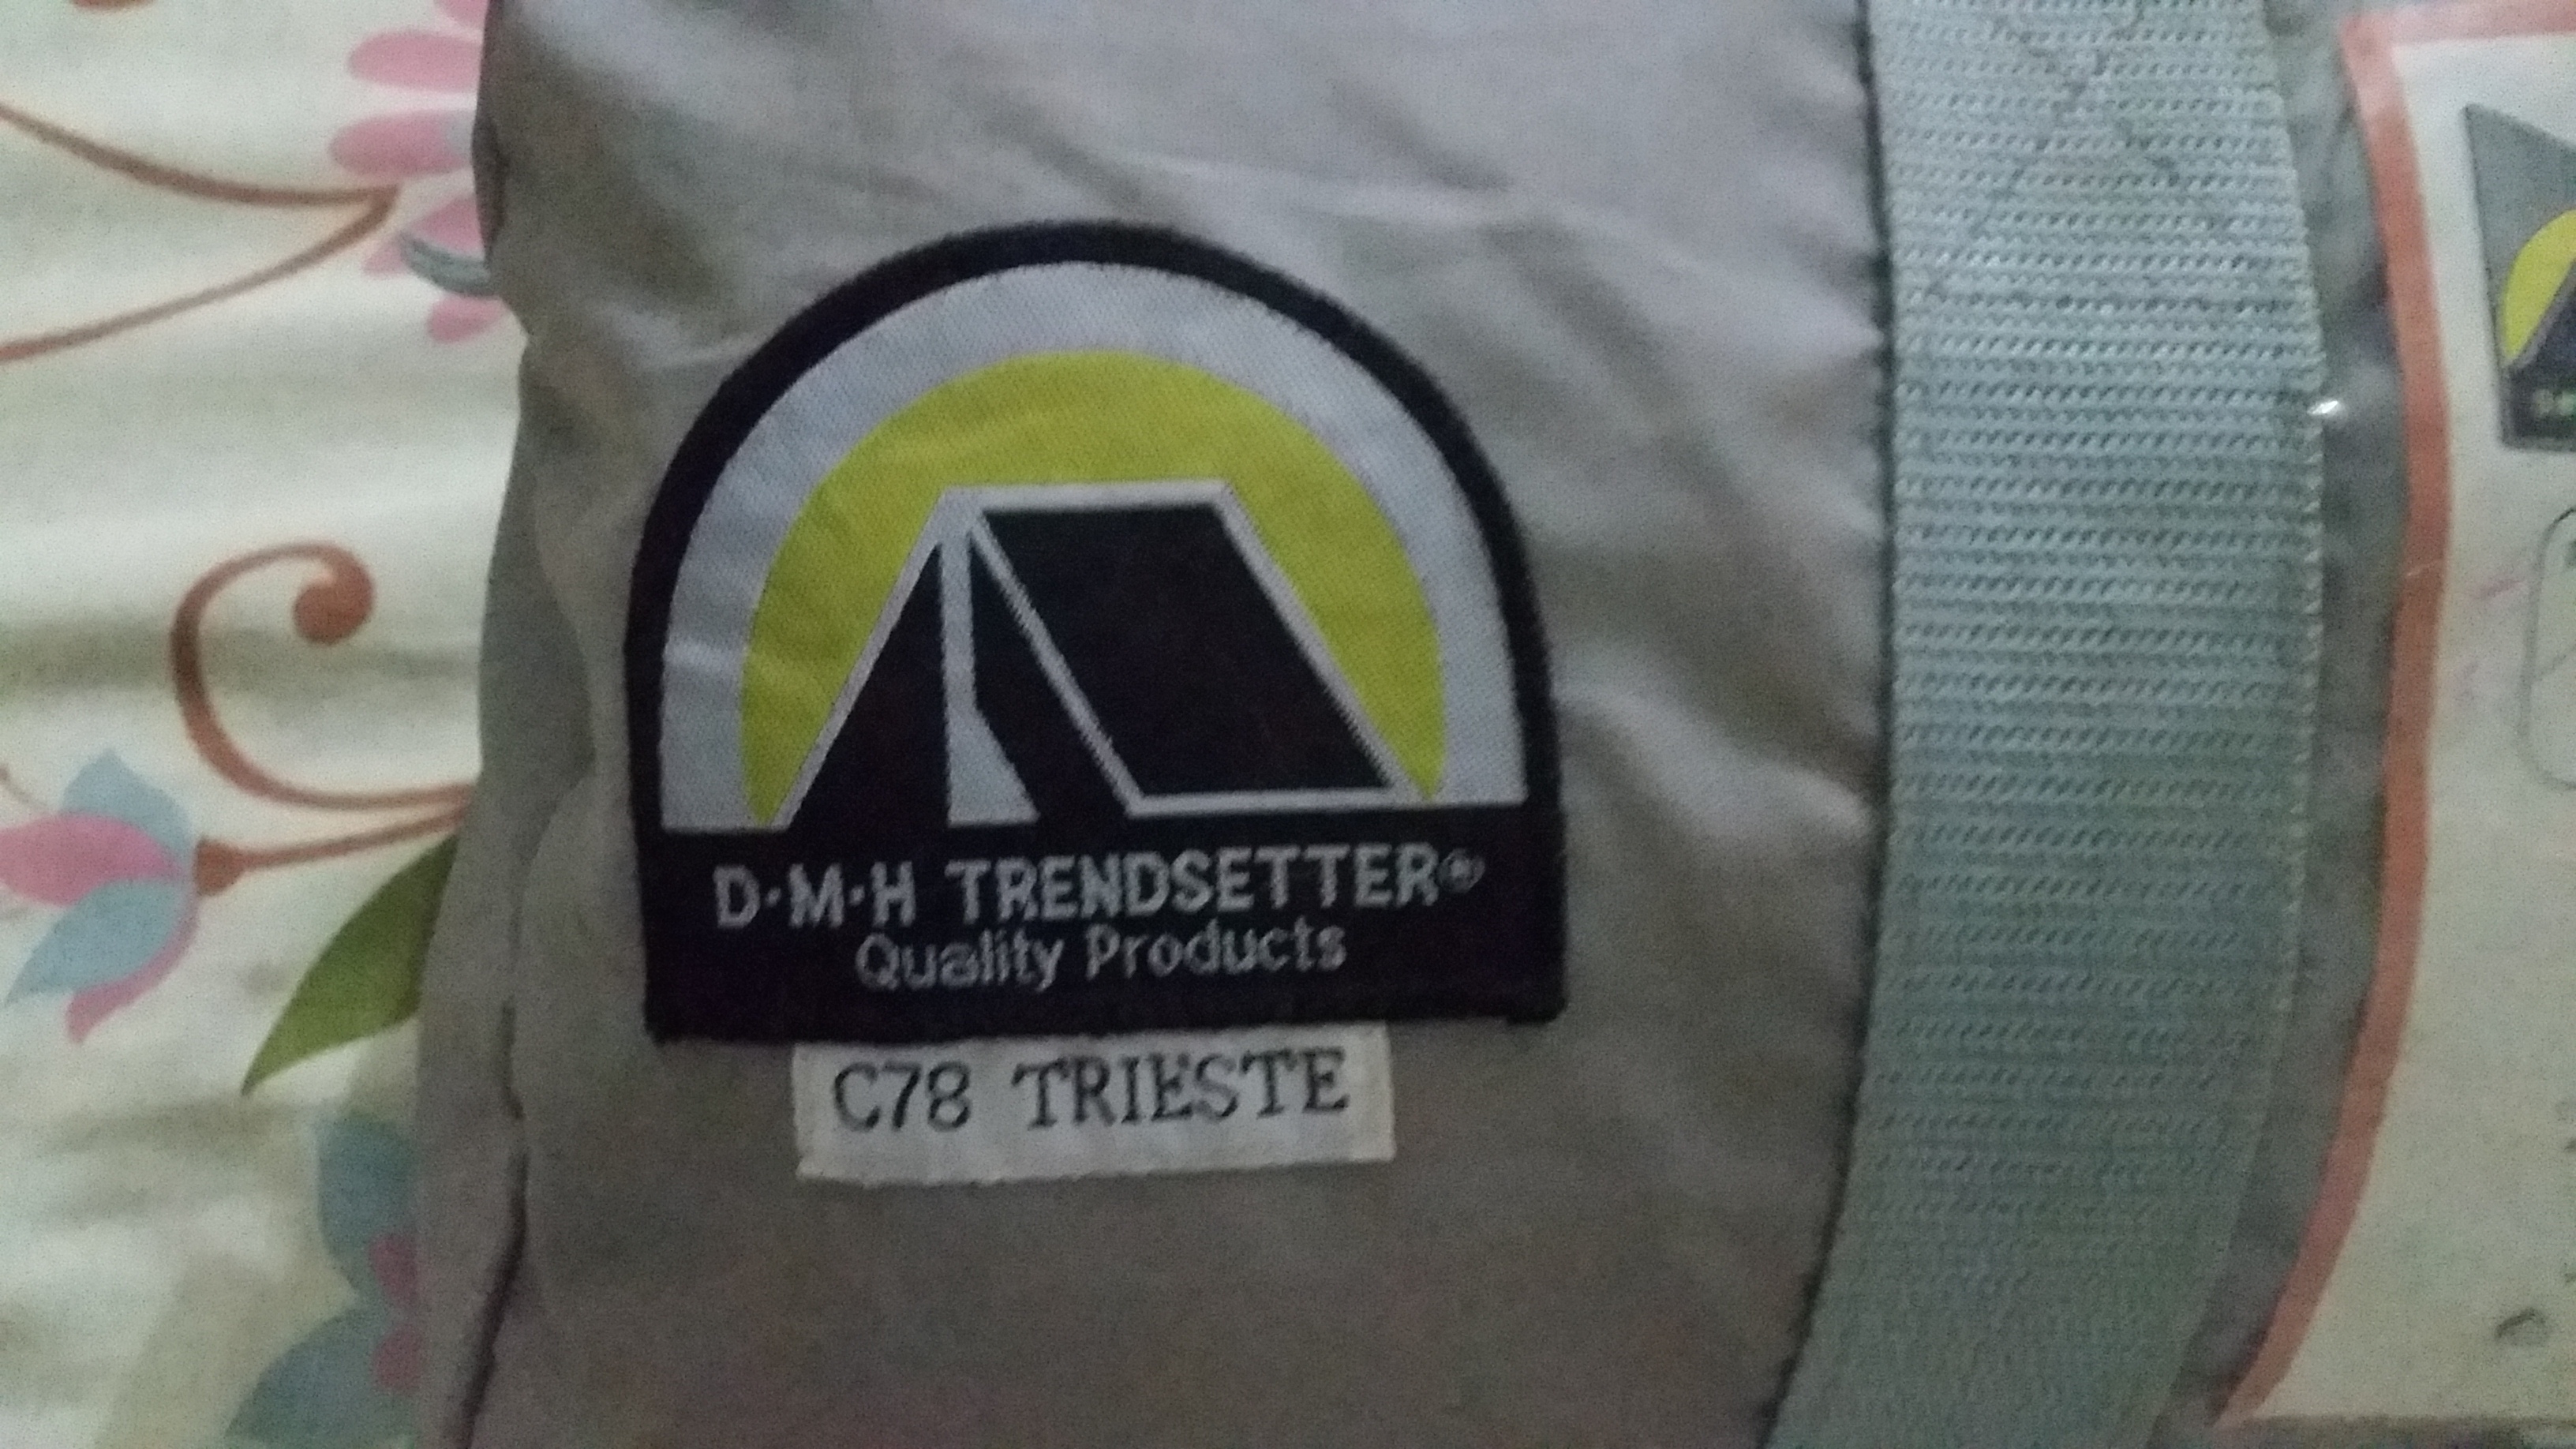 D·M·H TRENDSETTER®
Quality Products
C78 TRIESTE